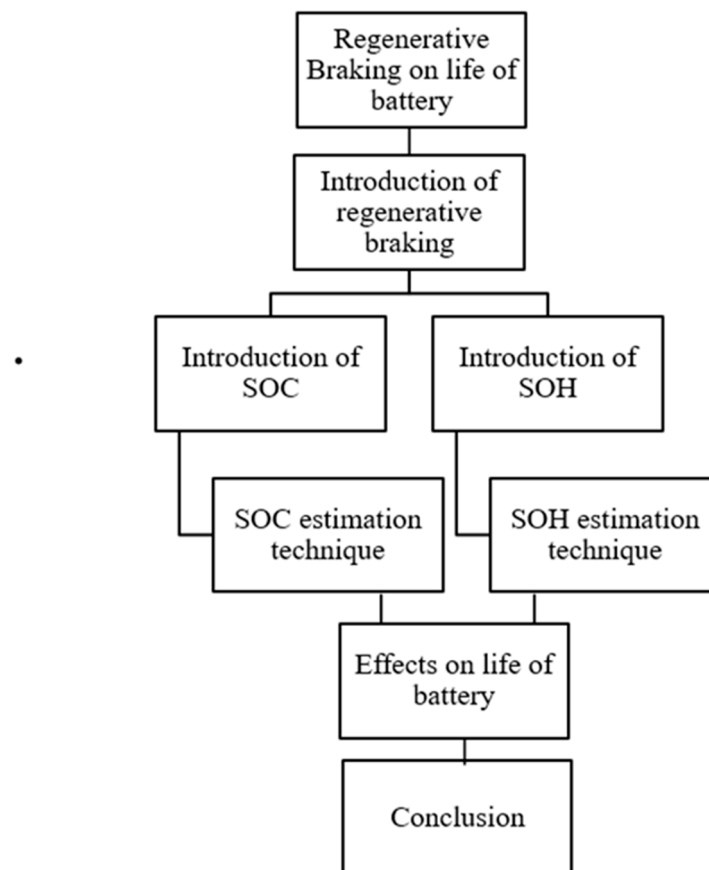 Regenerative
Braking on life of
battery
Introduction of
regenerative
braking
Introduction of
SOC
Introduction of
SOH
SOC estimation
technique
SOH estimation
technique
Effects on life of
battery
Conclusion